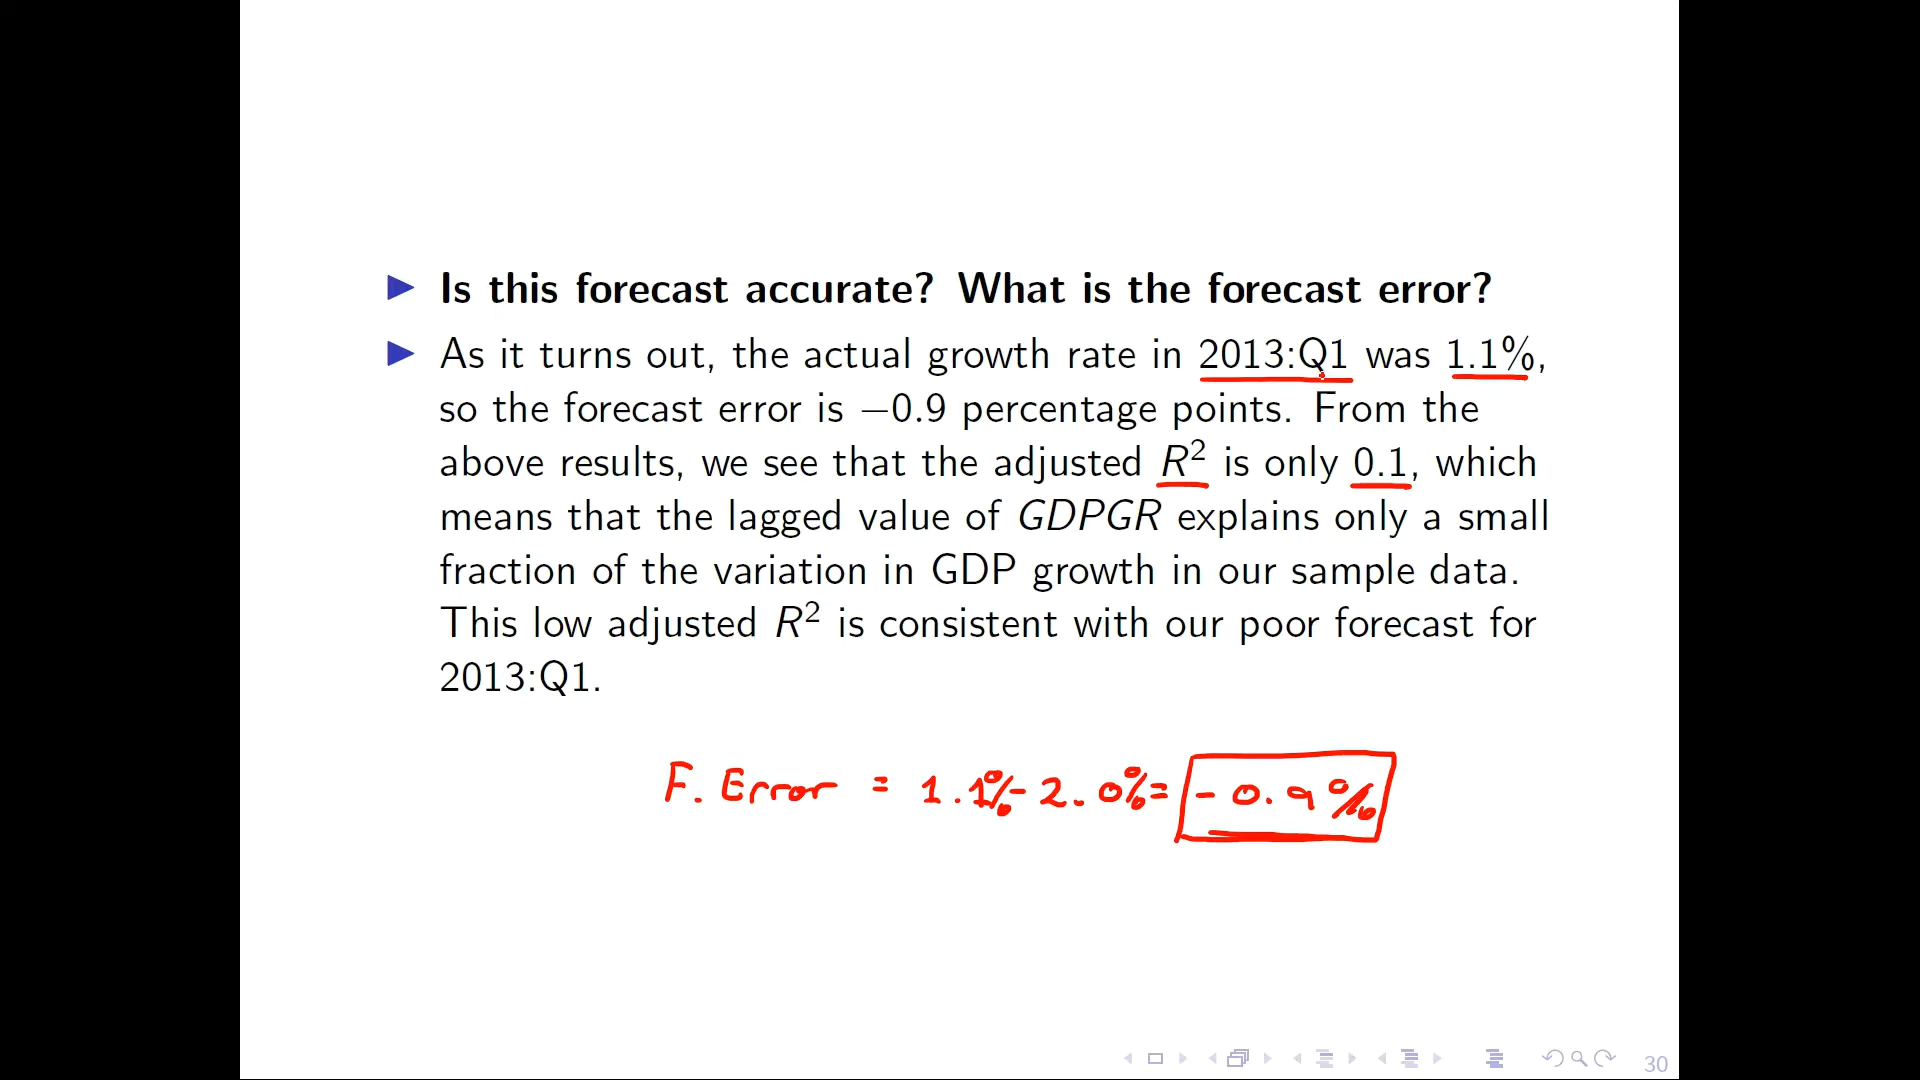 Is this forecast accurate? What is the forecast error?
As it turns out, the actual growth rate in 2013:Q1 was 1.1%,
so the forecast error is −0.9 percentage points. From the
above results, we see that the adjusted R² is only 0.1, which
means that the lagged value of GDPGR explains only a small
fraction of the variation in GDP growth in our sample data.
This low adjusted R² is consistent with our poor forecast for
2013:Q1.
F. Error = 1.1% - 2.0% = - 0.9%
30